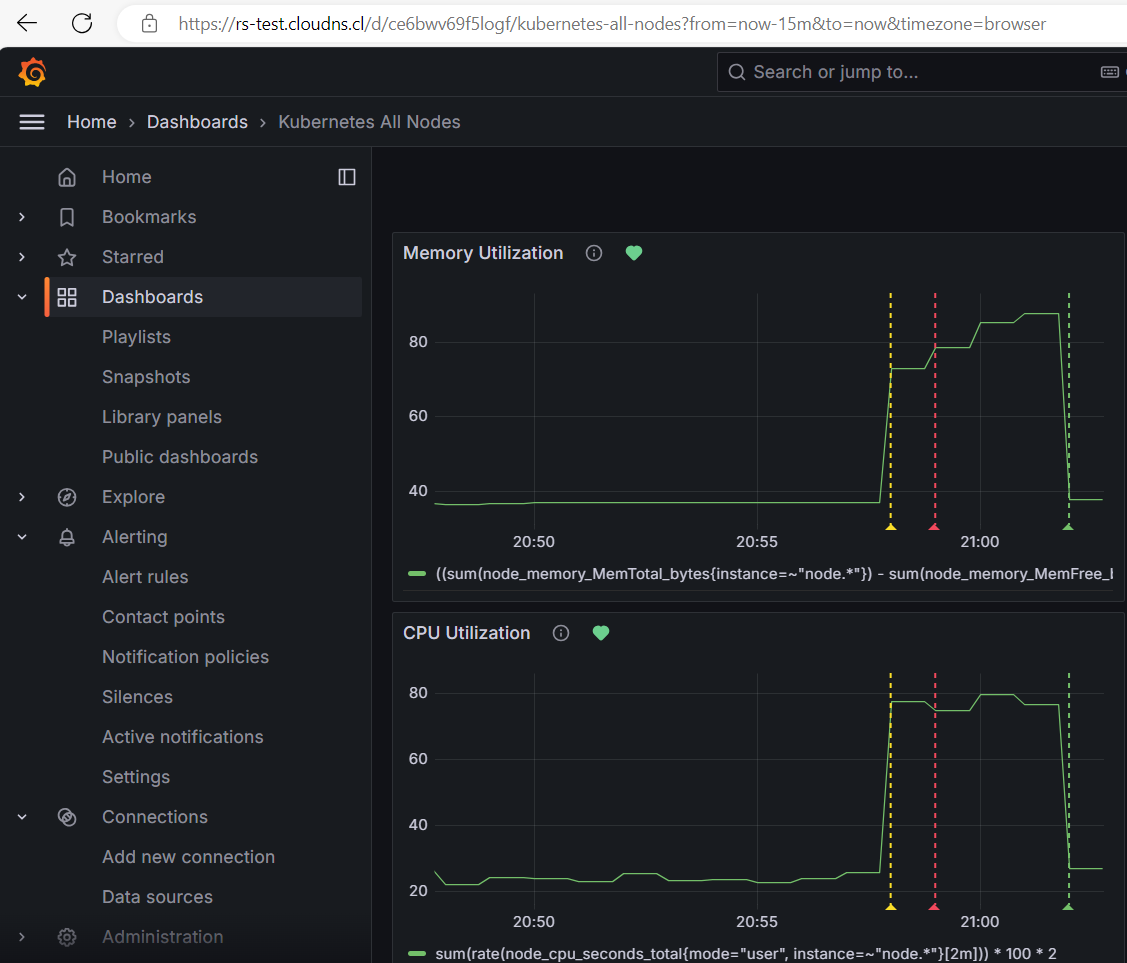 https://rs-test.cloudns.cl/d/ce6bwv69f5logf/kubernetes-all-nodes?from=now-15m&to=now&timezone=browser
Search or jump to...
Home › Dashboards › Kubernetes All Nodes
Home
Bookmarks
Starred
Dashboards
Playlists
Snapshots
Library panels
Public dashboards
Explore
Alerting
Alert rules
Contact points
Notification policies
Silences
Active notifications
Settings
Connections
Add new connection
Data sources
Administration
Memory Utilization
80
60
40
20:50 20:55 21:00
((sum(node_memory_MemTotal_bytes{instance=~"node.*"}) - sum(node_memory_MemFree_
CPU Utilization
80
60
40
20
20:50 20:55 21:00
sum(rate(node_cpu_seconds_total{mode="user", instance=~"node.*"}[2m])) * 100 * 2